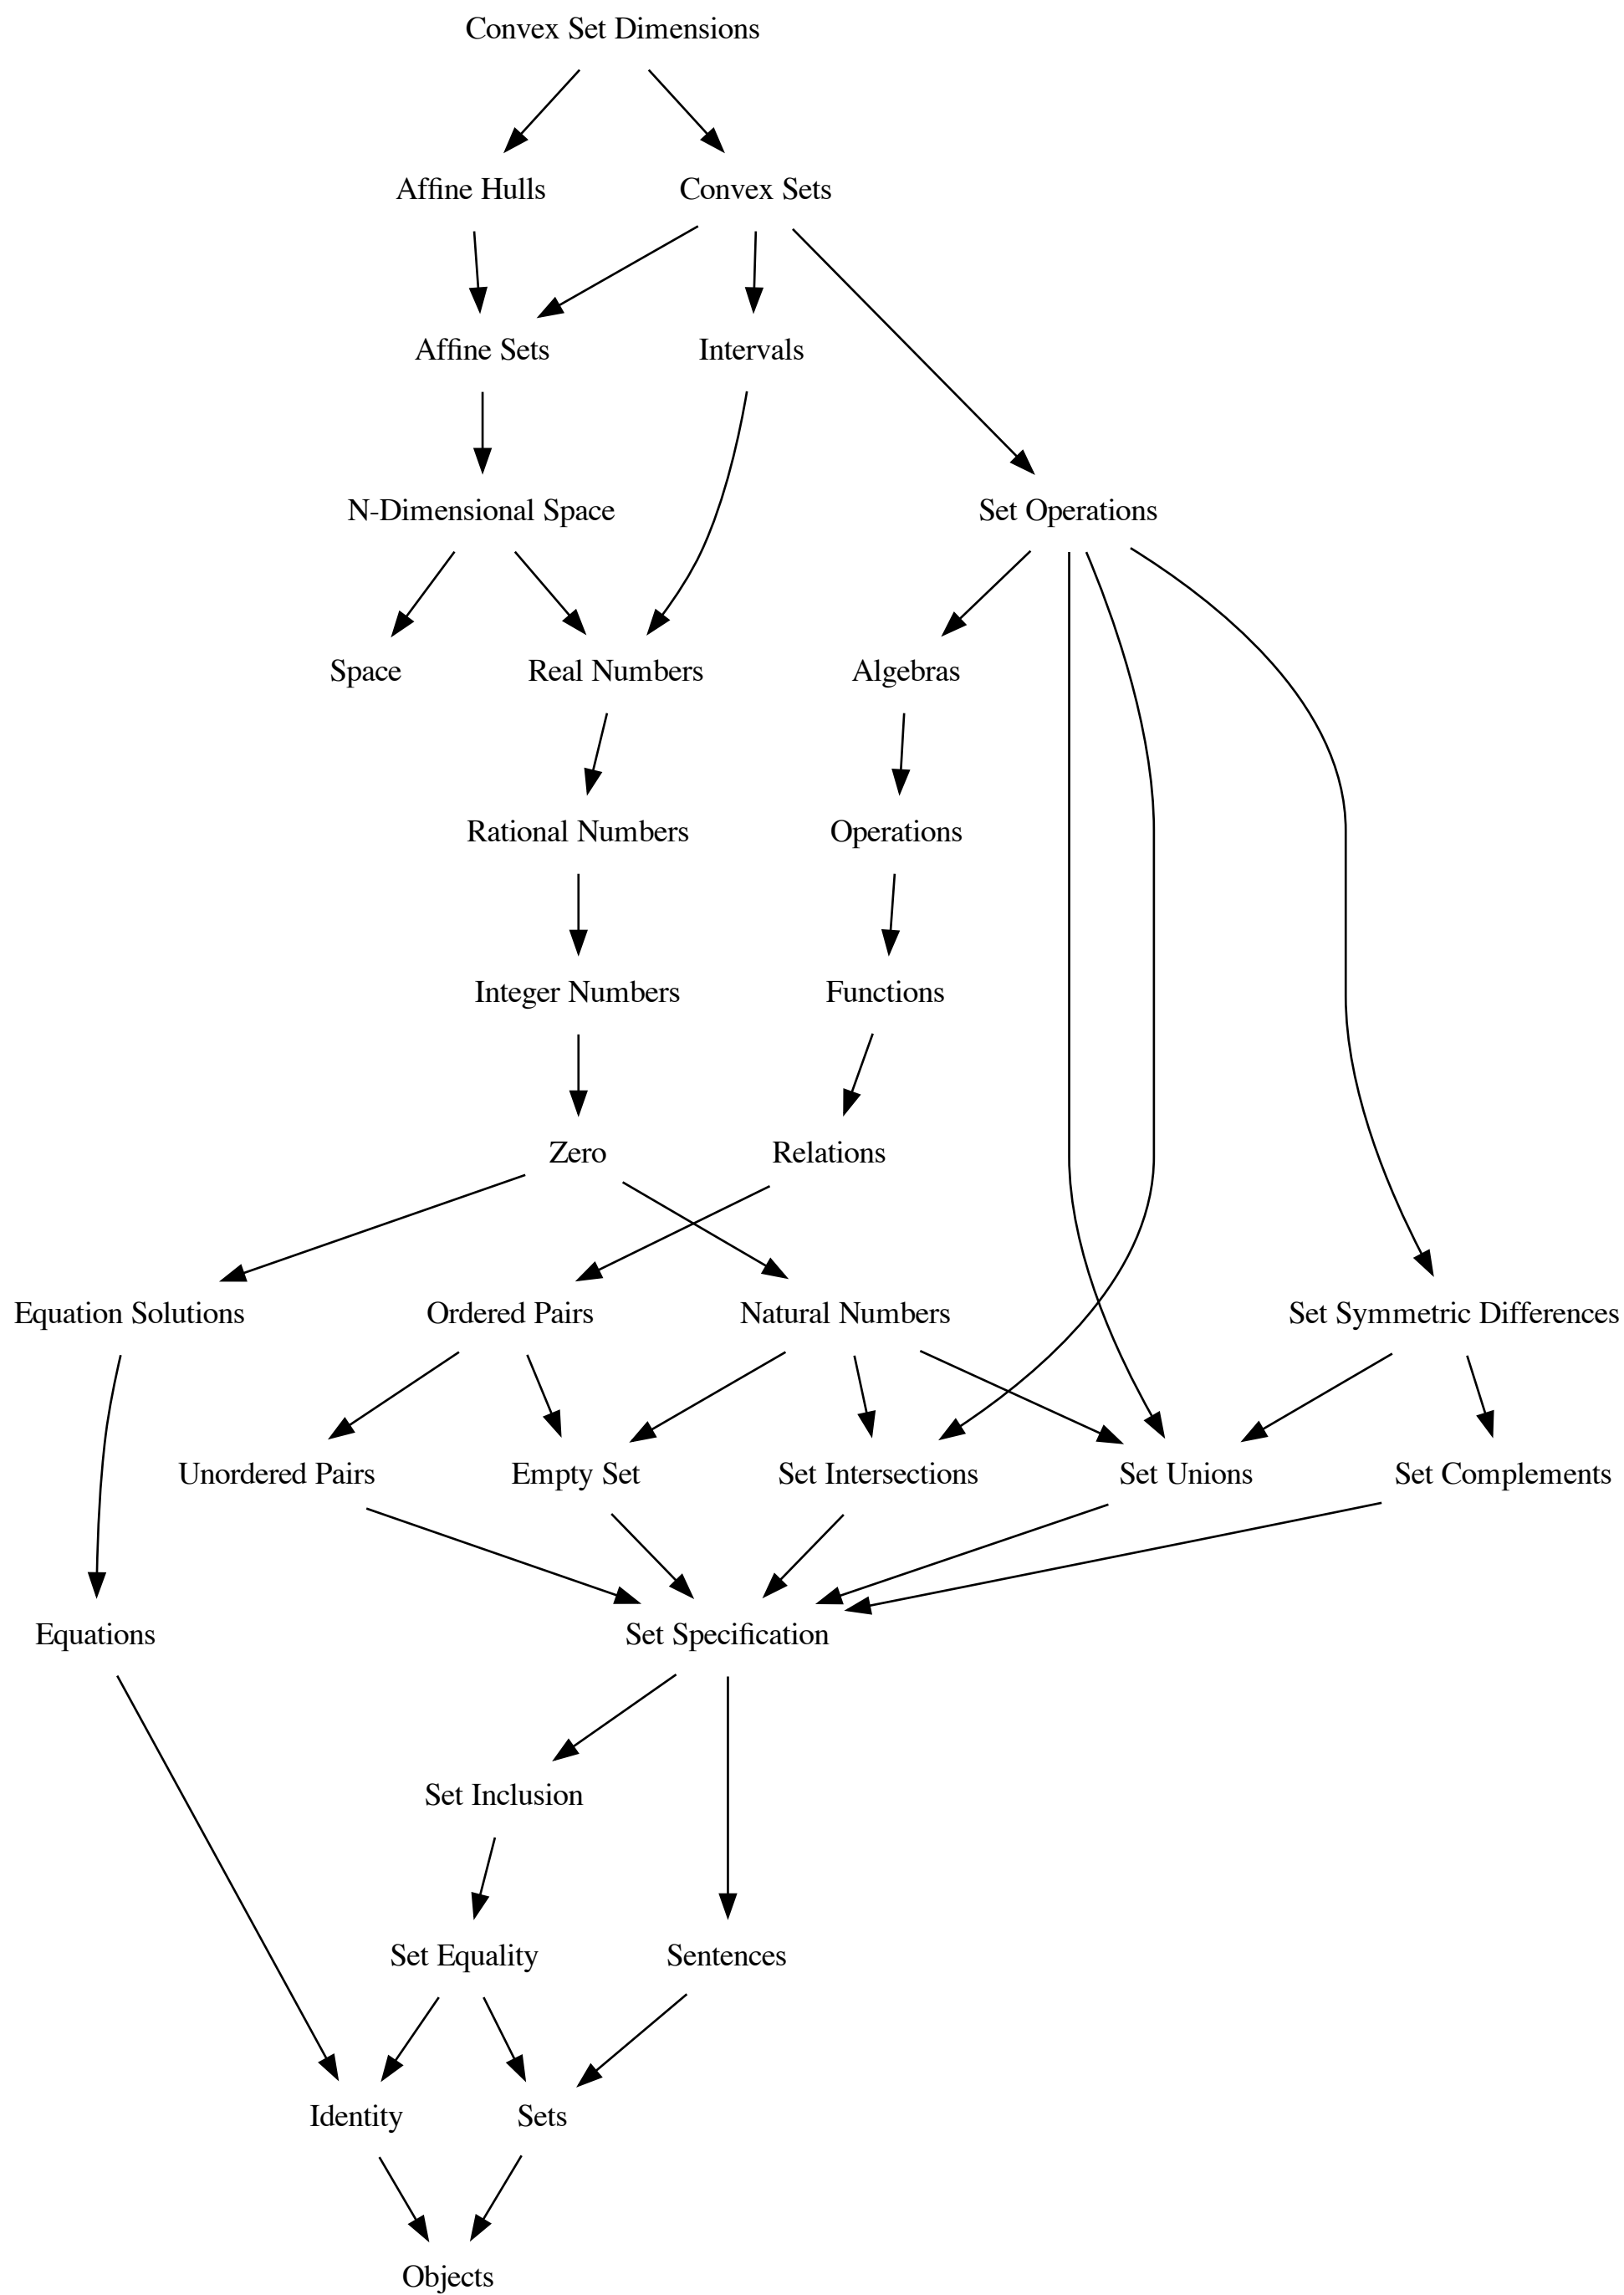 Convex Set Dimensions
Affine Hulls
Convex Sets
Affine Sets
Intervals
N-Dimensional Space
Set Operations
Space
Real Numbers
Algebras
Rational Numbers
Operations
Integer Numbers
Functions
Zero
Relations
Equation Solutions
Ordered Pairs
Natural Numbers
Set Symmetric Differences
Unordered Pairs
Empty Set
Set Intersections
Set Unions
Set Complements
Equations
Set Specification
Set Inclusion
Set Equality
Sentences
Identity
Sets
Objects